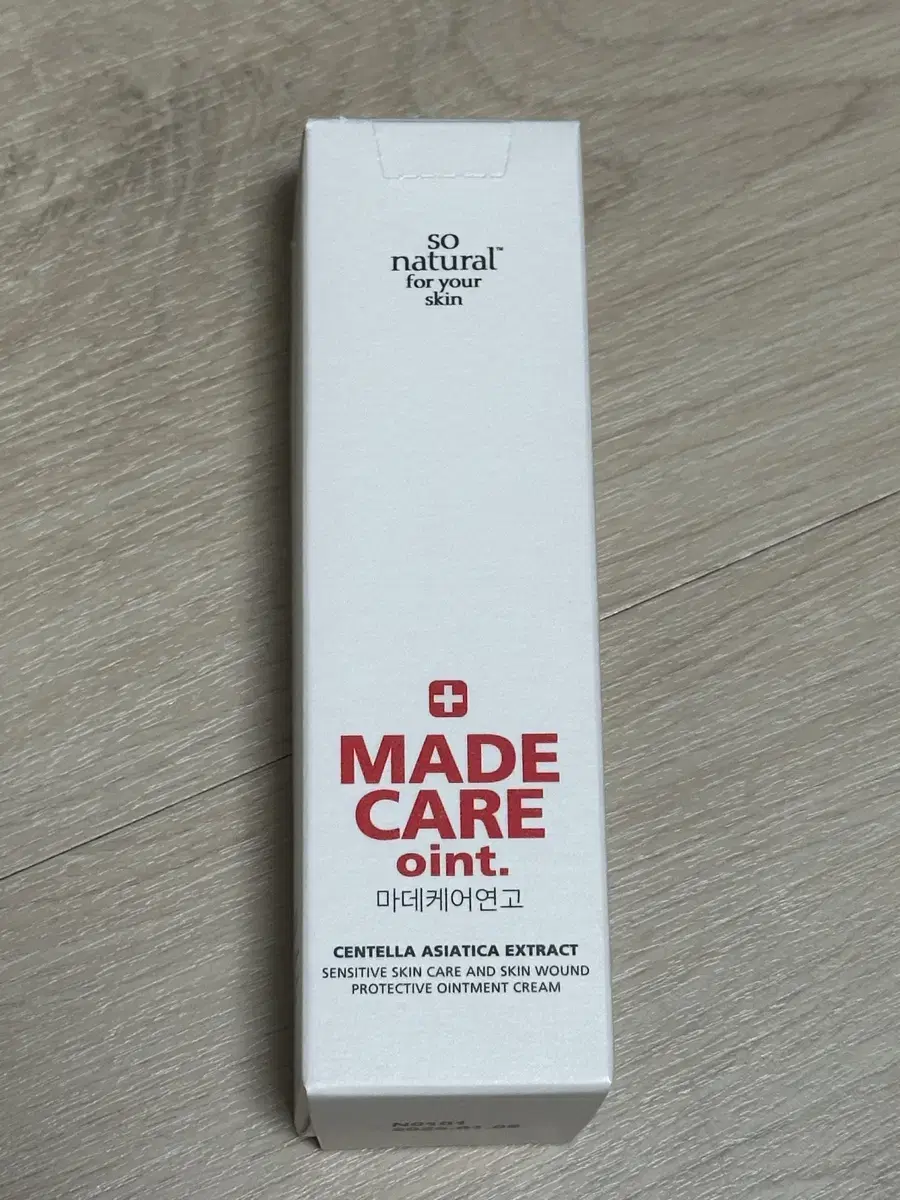 so
natural™
for your
skin
MADE
CARE
oint.
마데케어연고
CENTELLA ASIATICA EXTRACT
SENSITIVE SKIN CARE AND SKIN WOUND
PROTECTIVE OINTMENT CREAM